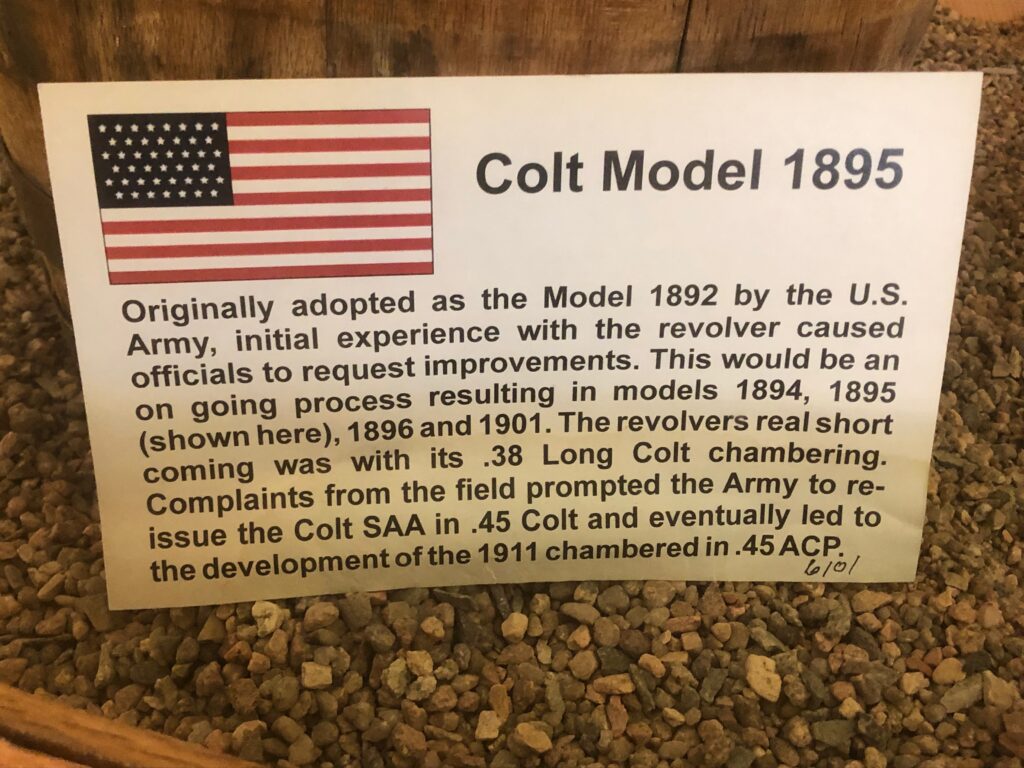 Colt Model 1895
Originally adopted as the Model 1892 by the U.S.
Army, initial experience with the revolver caused
officials to request improvements. This would be an
on going process resulting in models 1894, 1895
(shown here), 1896 and 1901. The revolvers real short
coming was with its .38 Long Colt chambering.
Complaints from the field prompted the Army to re-
issue the Colt SAA in .45 Colt and eventually led to
the development of the 1911 chambered in .45 ACP.
6/01